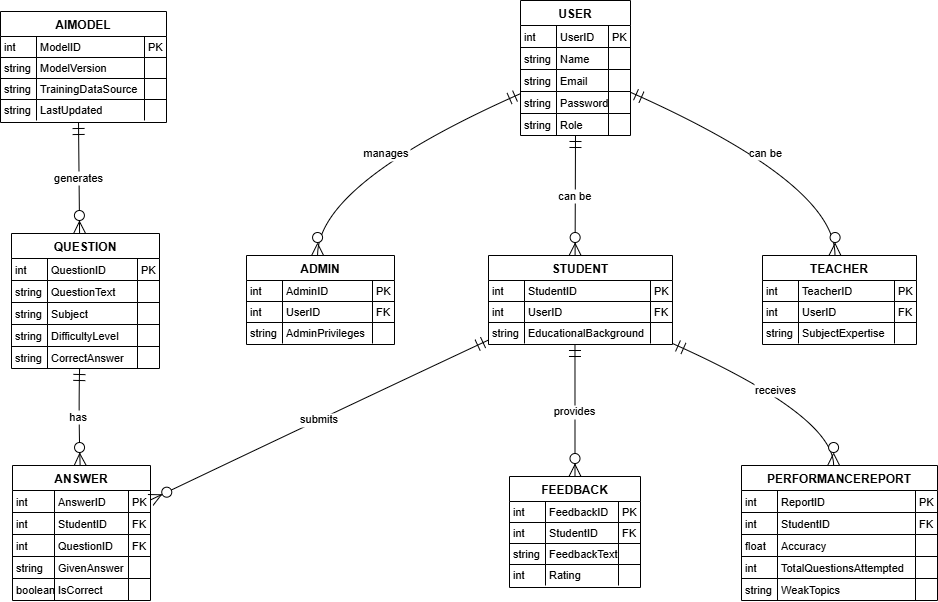 AIMODEL
int ModelID PK
string ModelVersion
string TrainingDataSource
string LastUpdated
USER
int UserID PK
string Name
string Email
string Password
string Role
generates
manages
can be
can be
QUESTION
int QuestionID PK
string QuestionText
string Subject
string DifficultyLevel
string CorrectAnswer
ADMIN
int AdminID PK
int UserID FK
string AdminPrivileges
STUDENT
int StudentID PK
int UserID FK
string EducationalBackground
TEACHER
int TeacherID PK
int UserID FK
string SubjectExpertise
has
submits
provides
receives
ANSWER
int AnswerID PK
int StudentID FK
int QuestionID FK
string GivenAnswer
boolean IsCorrect
FEEDBACK
int FeedbackID PK
int StudentID FK
string FeedbackText
int Rating
PERFORMANCEREPORT
int ReportID PK
int StudentID FK
float Accuracy
int TotalQuestionsAttempted
string WeakTopics